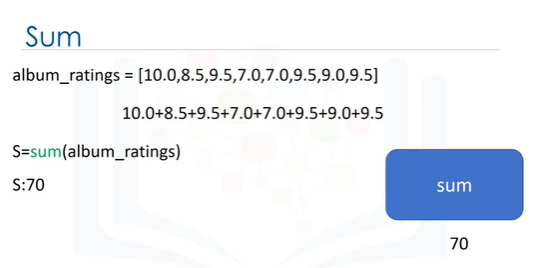 Sum
album_ratings = [10.0,8.5,9.5,7.0,7.0,9.5,9.0,9.5]
10.0+8.5+9.5+7.0+7.0+9.5+9.0+9.5
S=sum(album_ratings)
S:70
sum
70